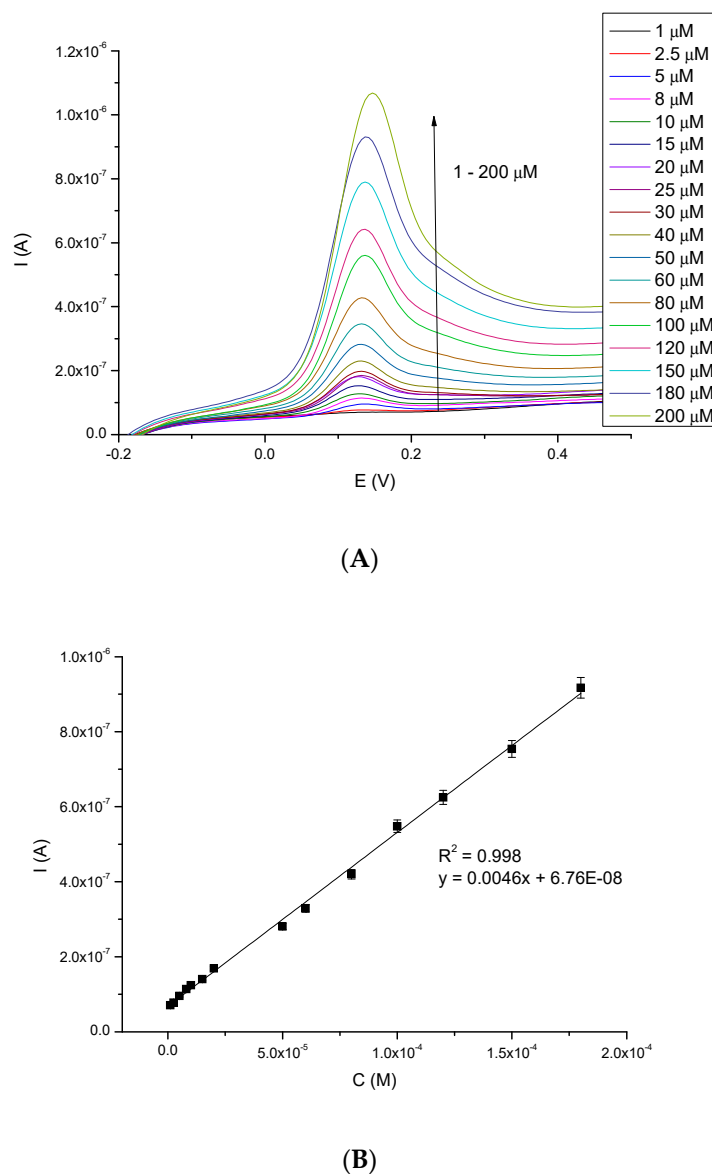 1.2x10⁻⁶
1.0x10⁻⁶
8.0x10⁻⁷
6.0x10⁻⁷
4.0x10⁻⁷
2.0x10⁻⁷
0.0
I (A)
-0.2
0.0
0.2
0.4
E (V)
1 - 200 μM
1 μM
2.5 μM
5 μM
8 μM
10 μM
15 μM
20 μM
25 μM
30 μM
40 μM
50 μM
60 μM
80 μM
100 μM
120 μM
150 μM
180 μM
200 μM
(A)
1.0x10⁻⁶
8.0x10⁻⁷
6.0x10⁻⁷
4.0x10⁻⁷
2.0x10⁻⁷
0.0
I (A)
R² = 0.998
y = 0.0046x + 6.76E-08
0.0
5.0x10⁻⁵
1.0x10⁻⁴
1.5x10⁻⁴
2.0x10⁻⁴
C (M)
(B)